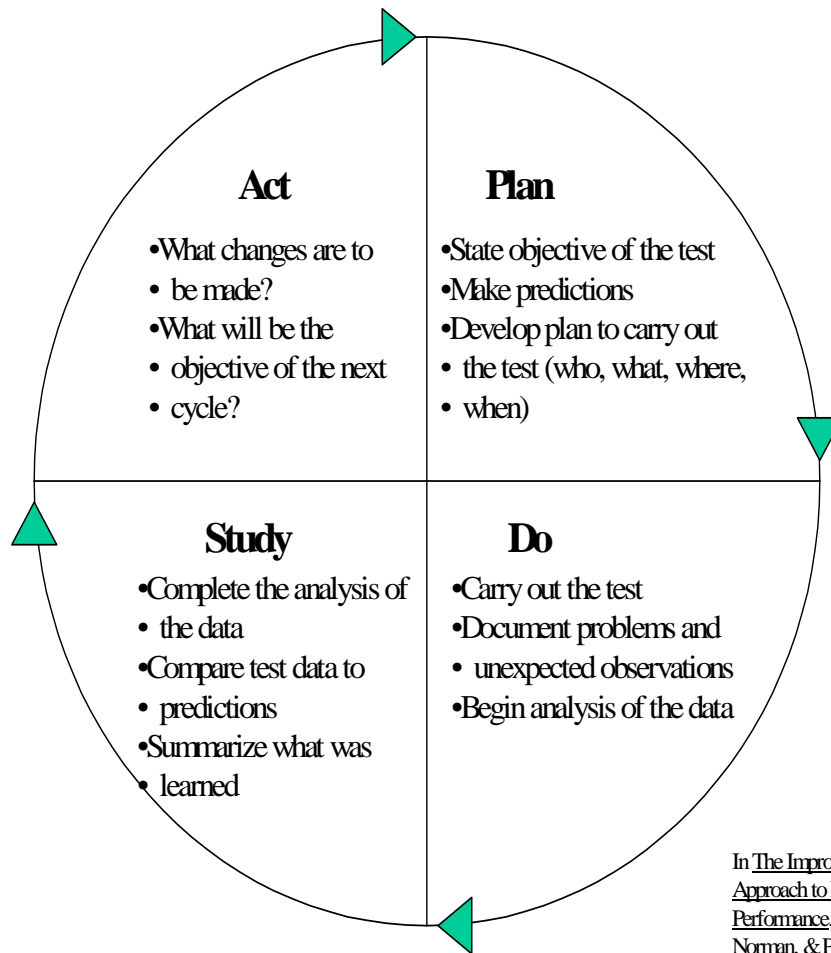 Act
•What changes are to
• be made?
•What will be the
• objective of the next
• cycle?
Plan
•State objective of the test
•Make predictions
•Develop plan to carry out
• the test (who, what, where,
• when)
Study
•Complete the analysis of
• the data
•Compare test data to
• predictions
•Summarize what was
• learned
Do
•Carry out the test
•Document problems and
• unexpected observations
•Begin analysis of the data
In The
Approach to
Performance,
Norman, &